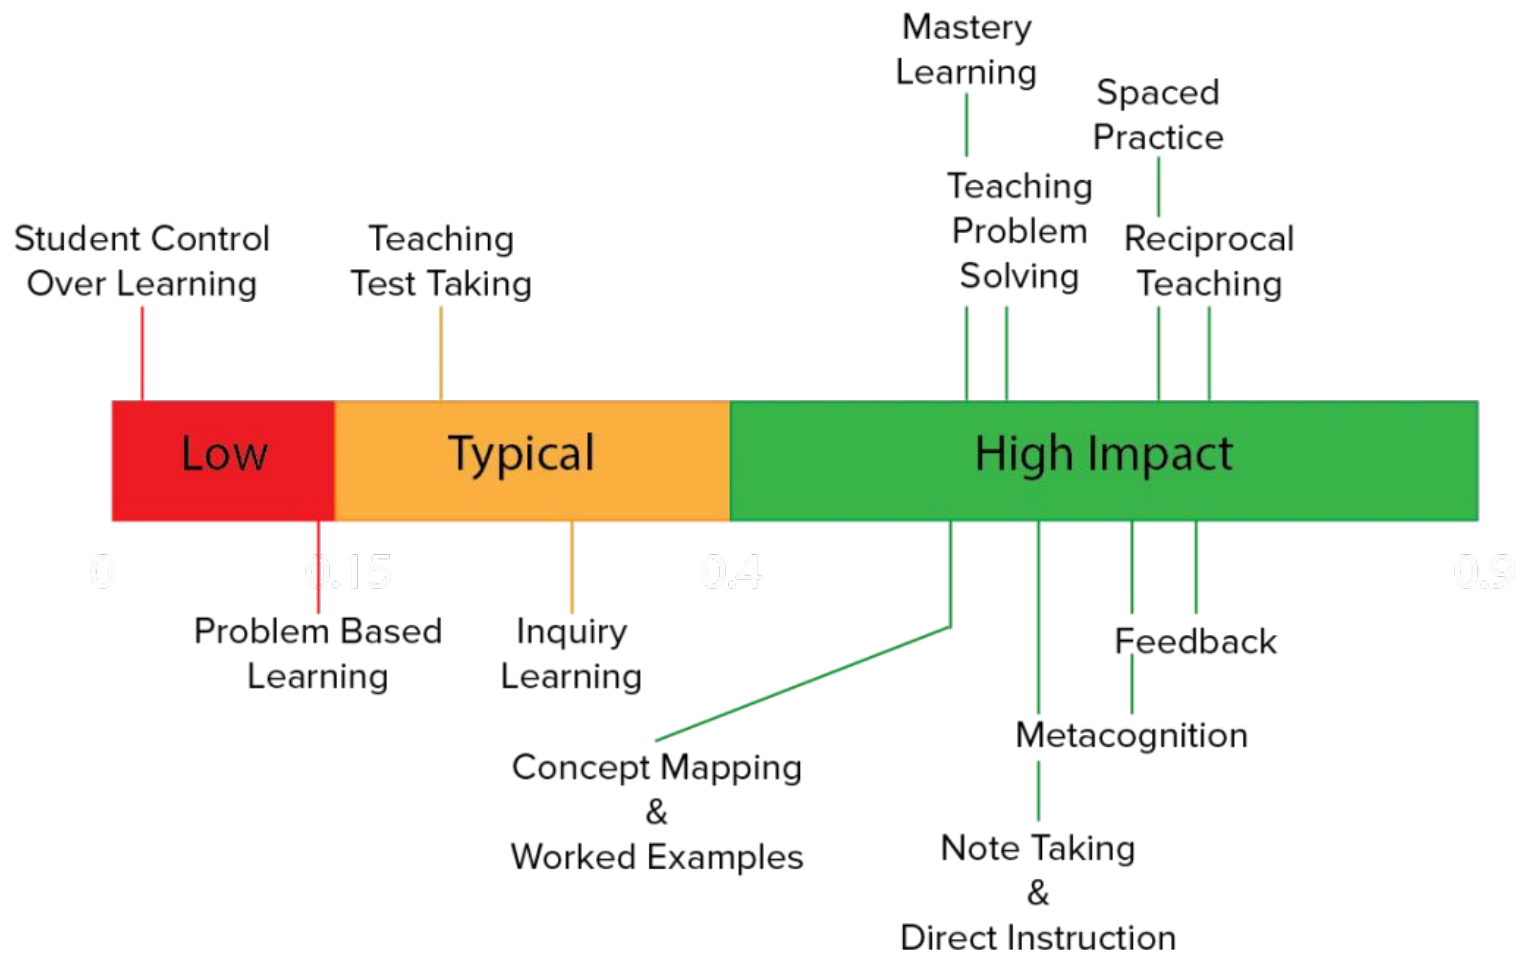 Mastery
Learning
Spaced
Practice
Teaching
Problem
Solving
Student Control
Over Learning
Teaching
Test Taking
Reciprocal
Teaching
Low
Typical
High Impact
0
0.15
0.4
0.9
Problem Based
Learning
Inquiry
Learning
Feedback
Metacognition
Concept Mapping
&
Worked Examples
Note Taking
&
Direct Instruction